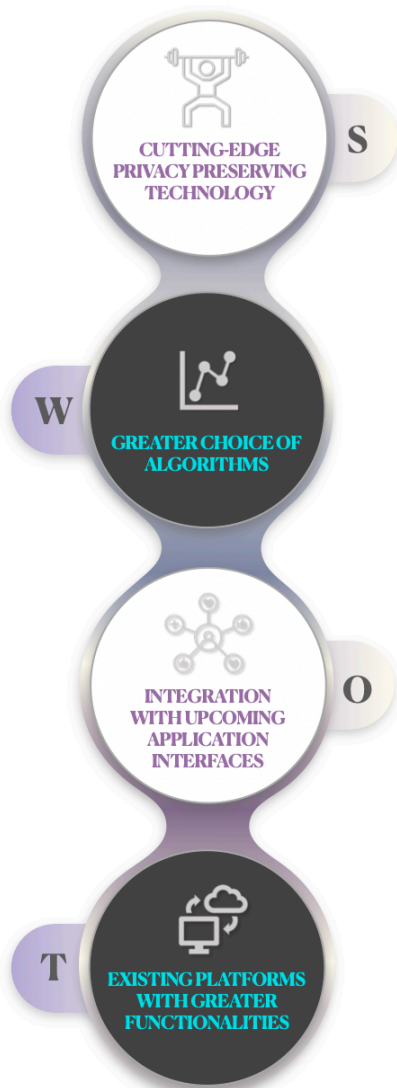 CUTTING-EDGE
PRIVACY PRESERVING
TECHNOLOGY
S
W
GREATER CHOICE OF
ALGORITHMS
INTEGRATION
WITH UPCOMING
APPLICATION
INTERFACES
O
T
EXISTING PLATFORMS
WITH GREATER
FUNCTIONALITIES